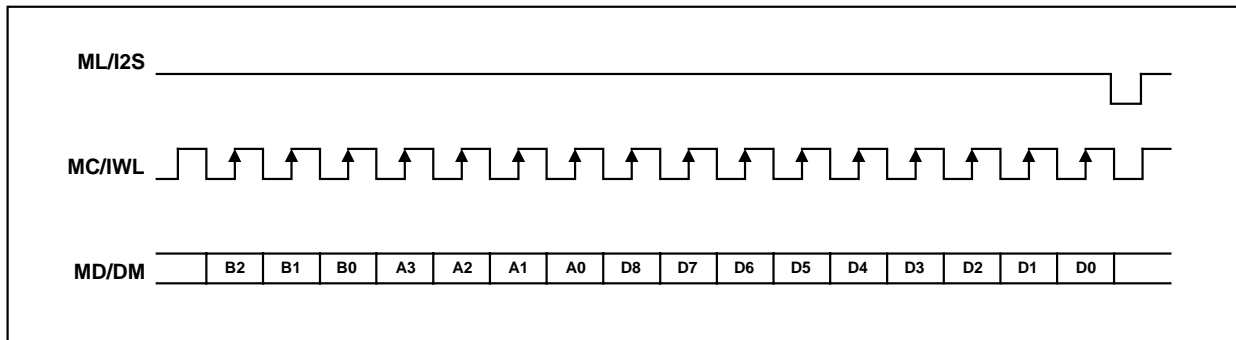 ML/I2S
MC/IWL
MD/DM B2 B1 B0 A3 A2 A1 A0 D8 D7 D6 D5 D4 D3 D2 D1 D0